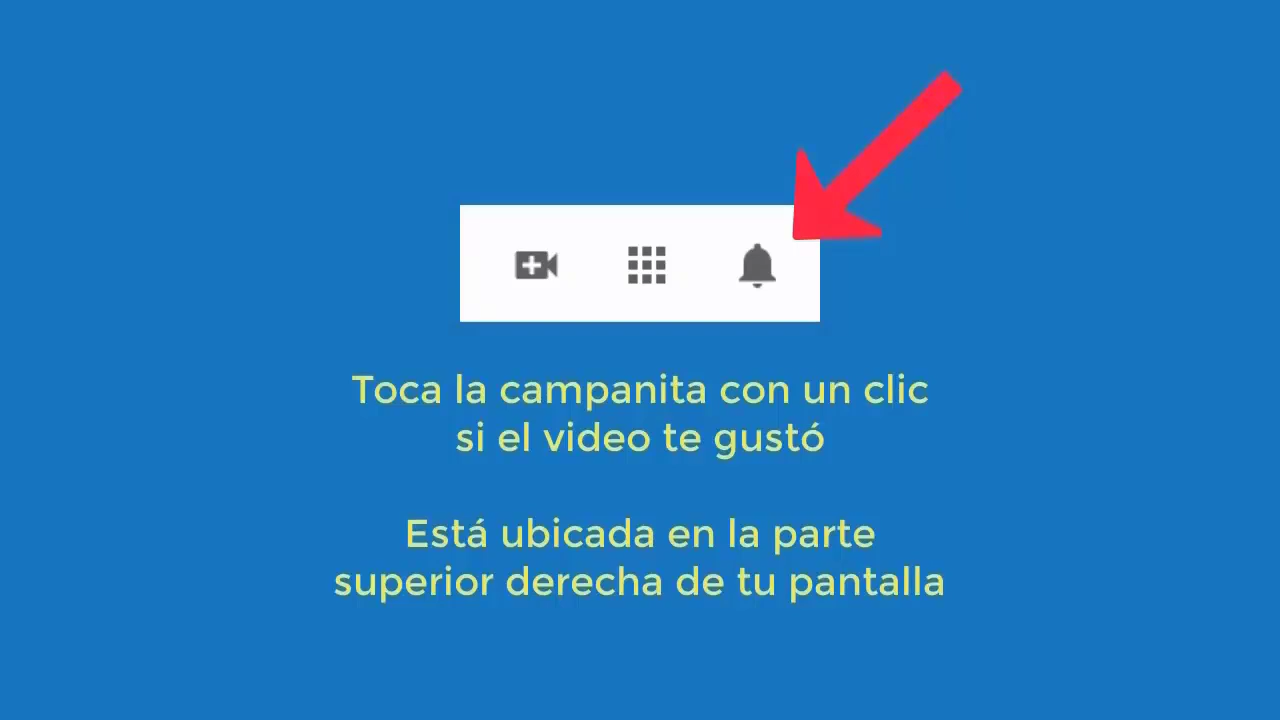 Toca la campanita con un clic
si el video te gustó
Está ubicada en la parte
superior derecha de tu pantalla